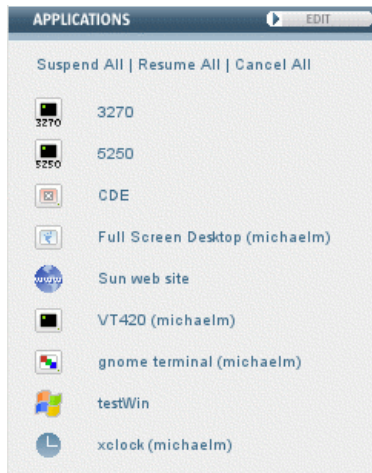 APPLICATIONS EDIT
Suspend All | Resume All | Cancel All
3270 3270
5250 5250
CDE
Full Screen Desktop (michaelm)
www Sun web site
VT420 (michaelm)
gnome terminal (michaelm)
testWin
xclock (michaelm)